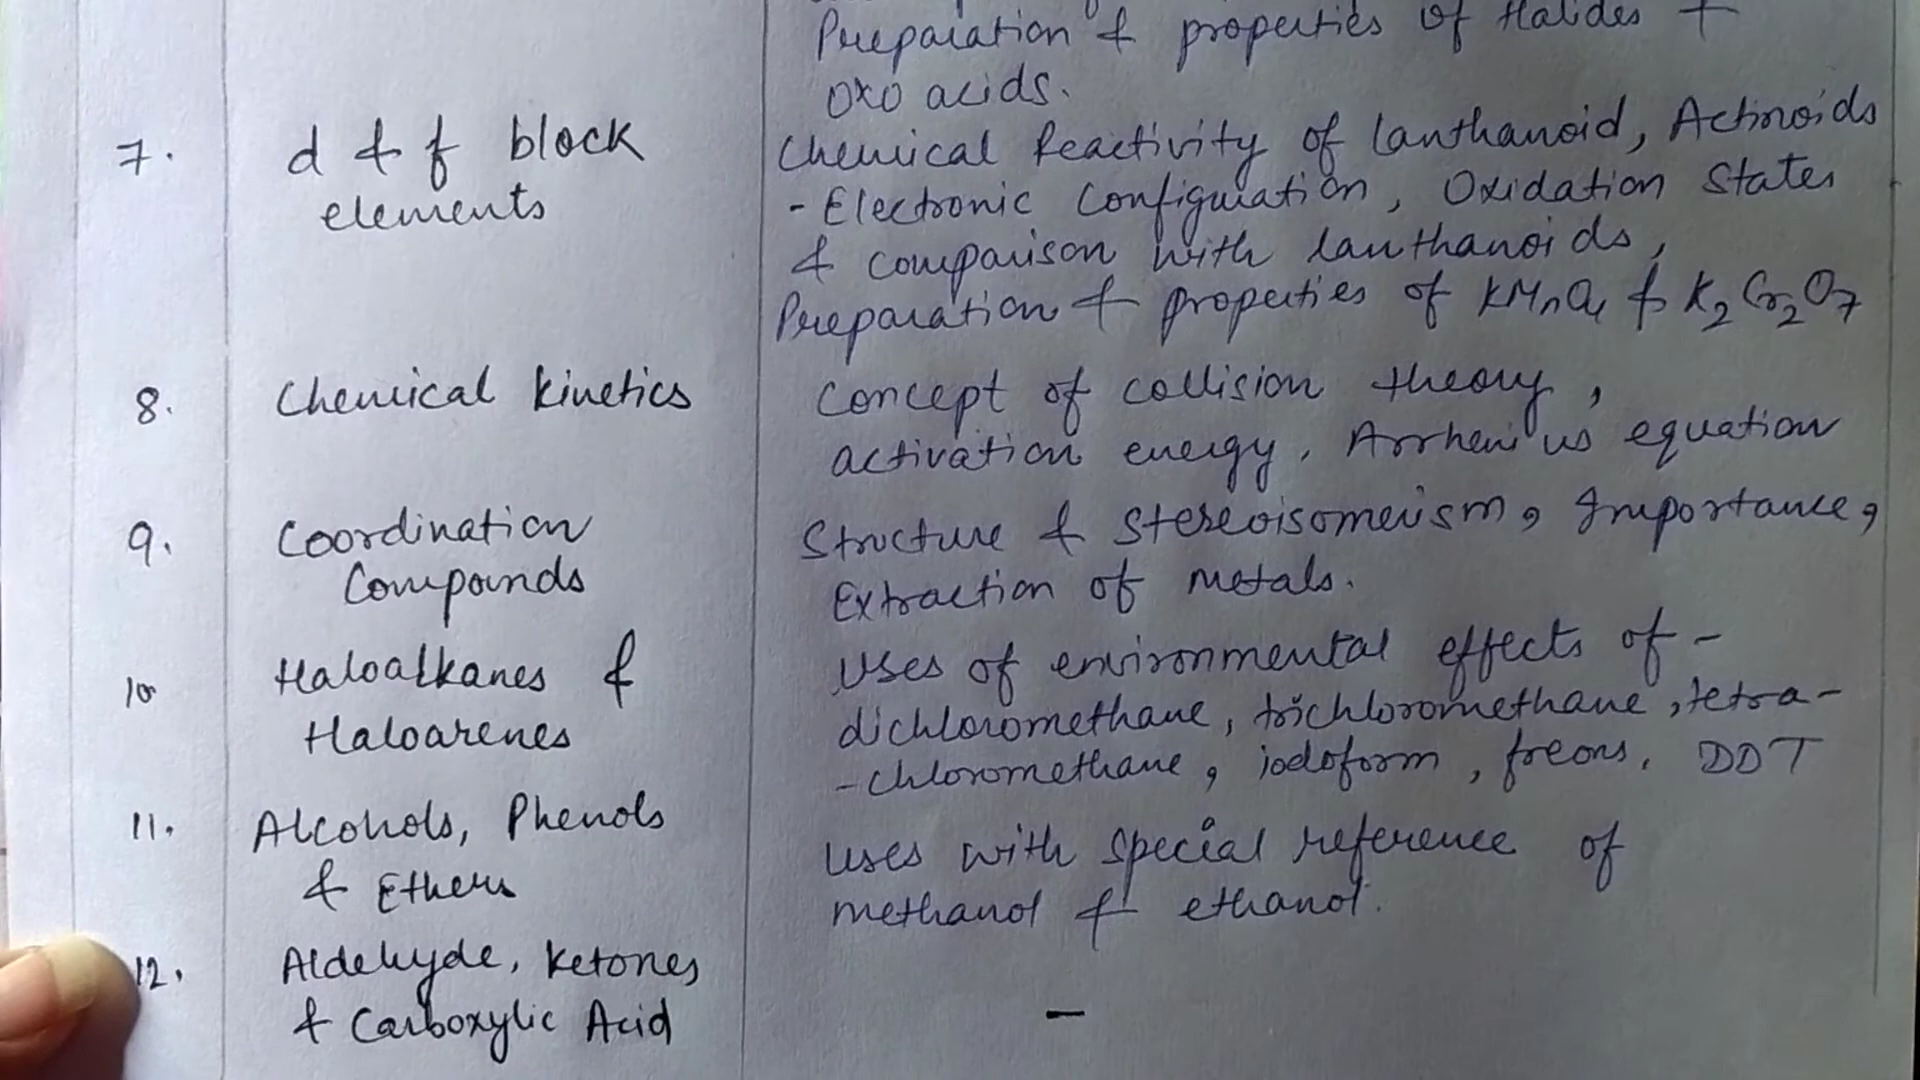 Preparation & properties of Halides +
oxo acids.
7. d & f block
elements
Chemical Reactivity of Lanthanoid, Actinoids
- Electronic Configuration, Oxidation States
& comparison with lanthanoids,
Preparation & properties of KMnO4 & K2Cr2O7
8. Chemical kinetics
Concept of collision theory,
activation energy, Arrhenius equation
9. Coordination
Compounds
Structure & Stereoisomerism, Importance,
Extraction of metals.
10 Haloalkanes &
Haloarenes
Uses of environmental effects of -
dichloromethane, trichloromethane, tetra-
-chloromethane, iodoform, freons, DDT
11. Alcohols, Phenols
& Ethers
Uses with special reference of
methanol & ethanol.
12. Aldehyde, Ketones
& Carboxylic Acid
-